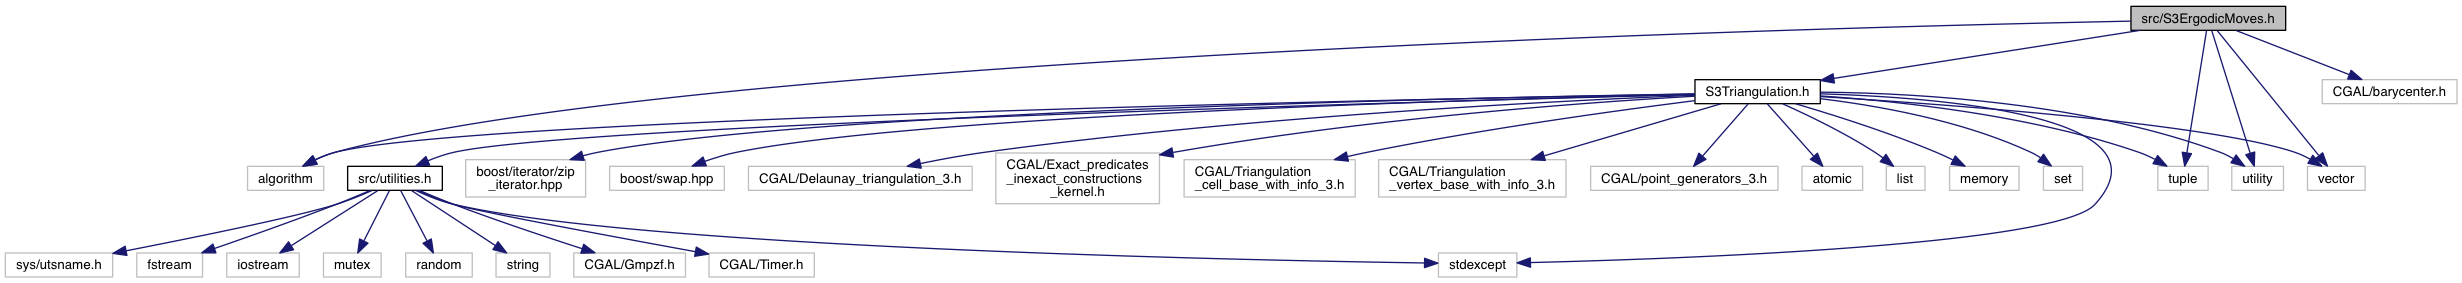 src/S3ErgodicMoves.h
S3Triangulation.h
CGAL/barycenter.h
algorithm
src/utilities.h
boost/iterator/zip
_iterator.hpp
boost/swap.hpp
CGAL/Delaunay_triangulation_3.h
CGAL/Exact_predicates
_inexact_constructions
_kernel.h
CGAL/Triangulation
_cell_base_with_info_3.h
CGAL/Triangulation
_vertex_base_with_info_3.h
CGAL/point_generators_3.h
atomic
list
memory
set
tuple
utility
vector
sys/utsname.h
fstream
iostream
mutex
random
string
CGAL/Gmpzf.h
CGAL/Timer.h
stdexcept